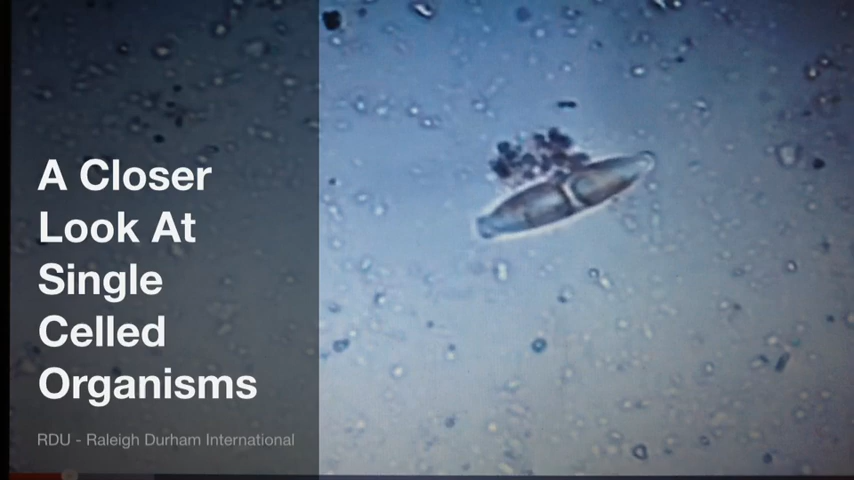 A Closer
Look At
Single
Celled
Organisms
RDU - Raleigh Durham International